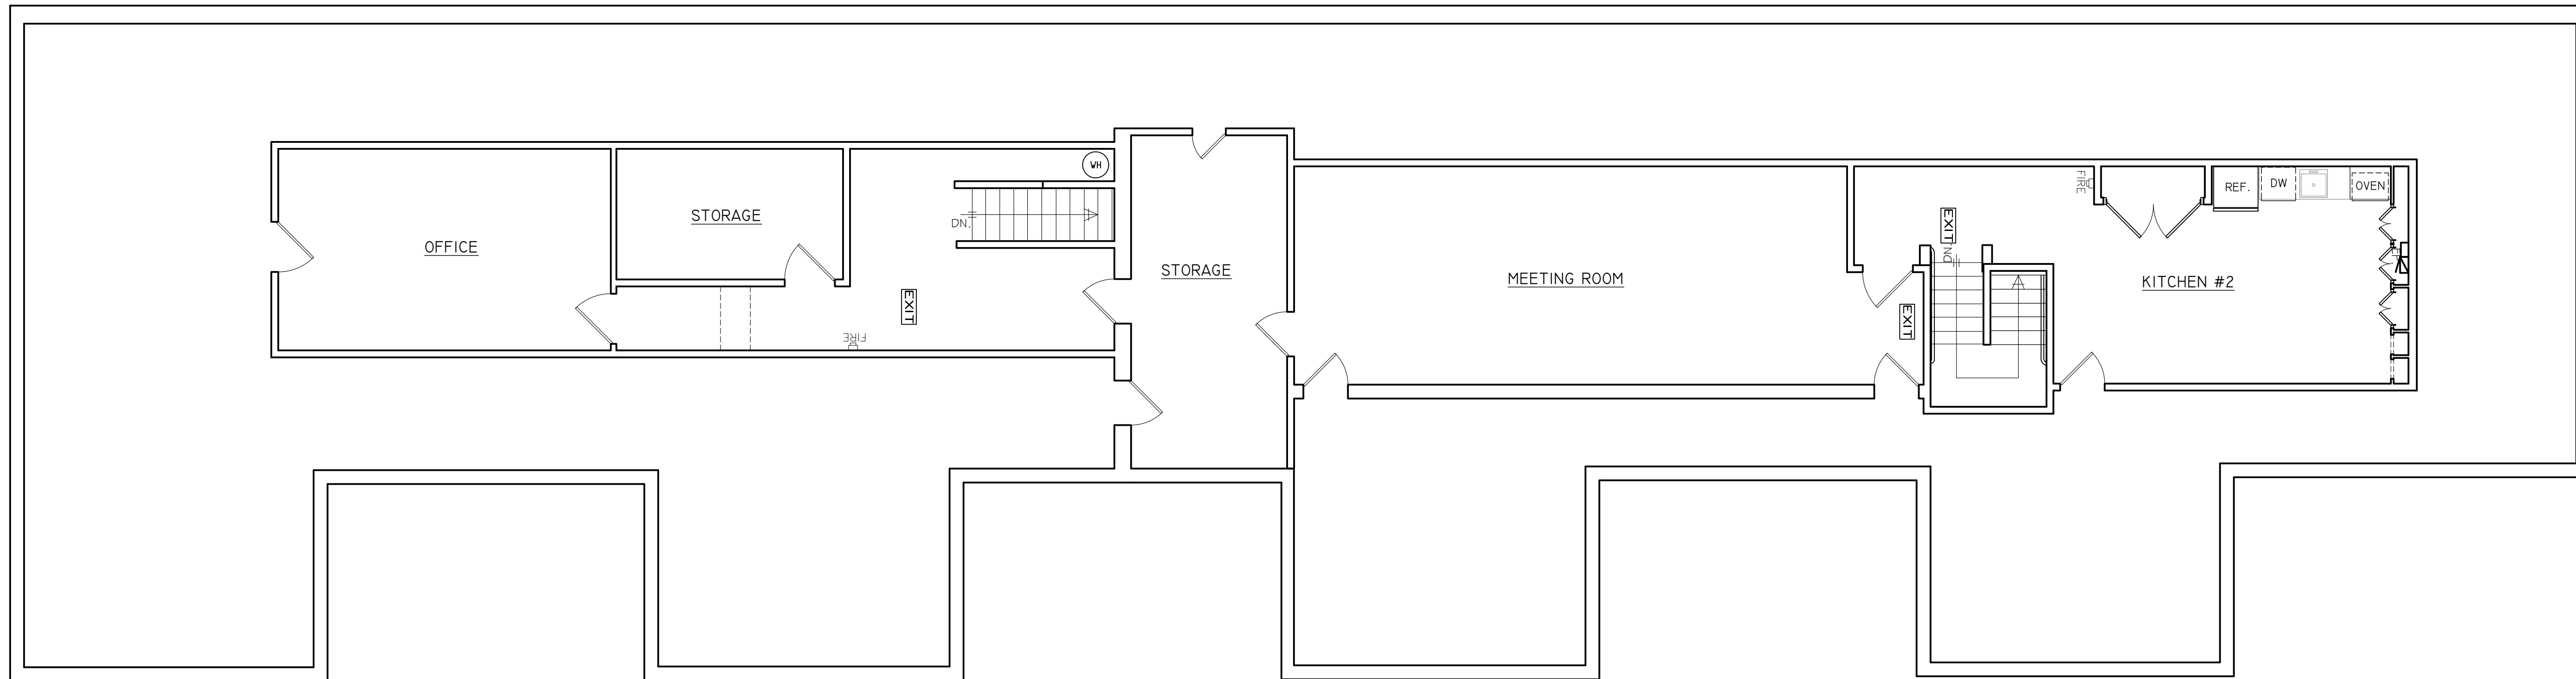 WH
FIRE
REF.
DW
OVEN
STORAGE
DN.
EXIT
OFFICE
DN.
STORAGE
MEETING ROOM
KITCHEN #2
EXIT
EXIT
FIRE